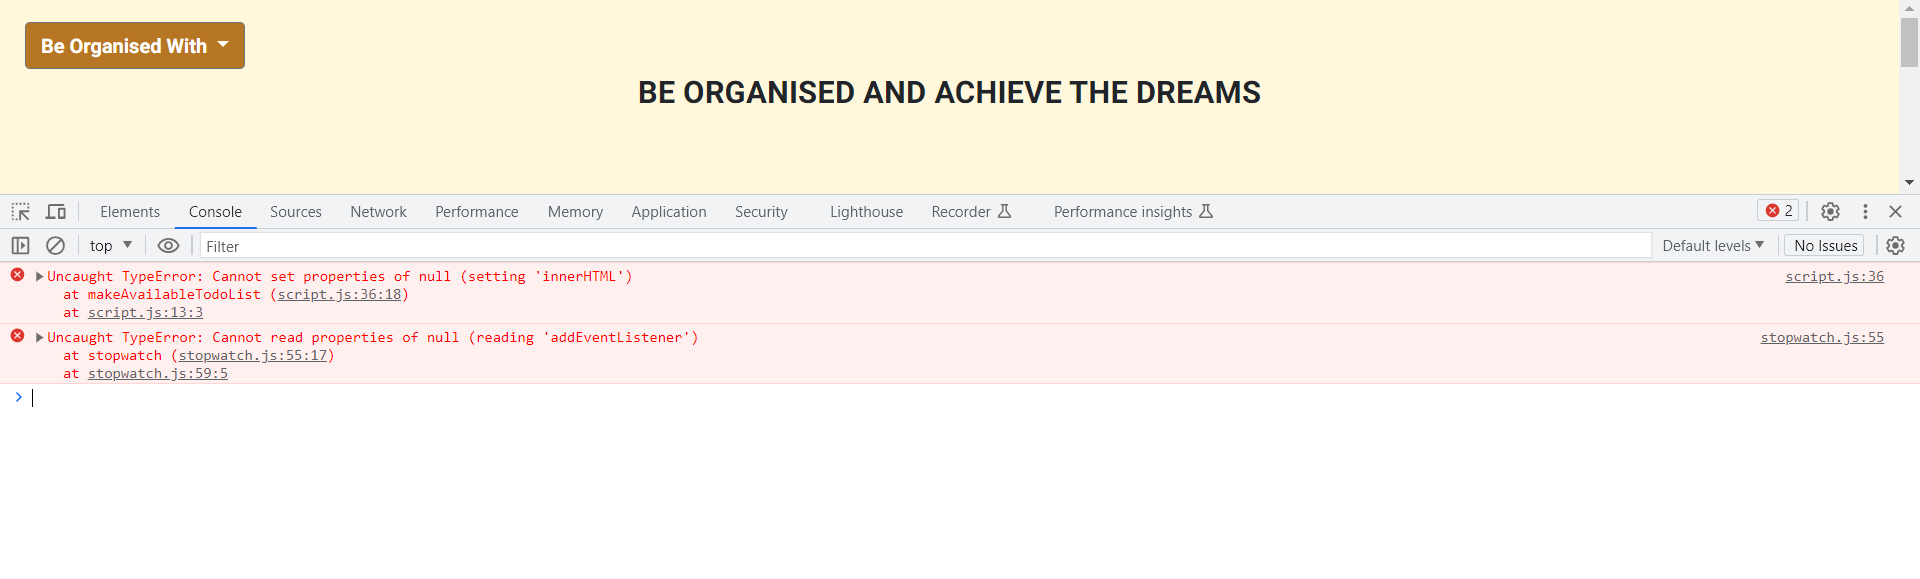 Be Organised With
BE ORGANISED AND ACHIEVE THE DREAMS
Elements Console Sources Network Performance Memory Application Security Lighthouse Recorder Performance insights 2
top Filter Default levels No Issues
Uncaught TypeError: Cannot set properties of null (setting 'innerHTML') script.js:36
at makeAvailableTodoList (script.js:36:18)
at script.js:13:3
Uncaught TypeError: Cannot read properties of null (reading 'addEventListener') stopwatch.js:55
at stopwatch (stopwatch.js:55:17)
at stopwatch.js:59:5